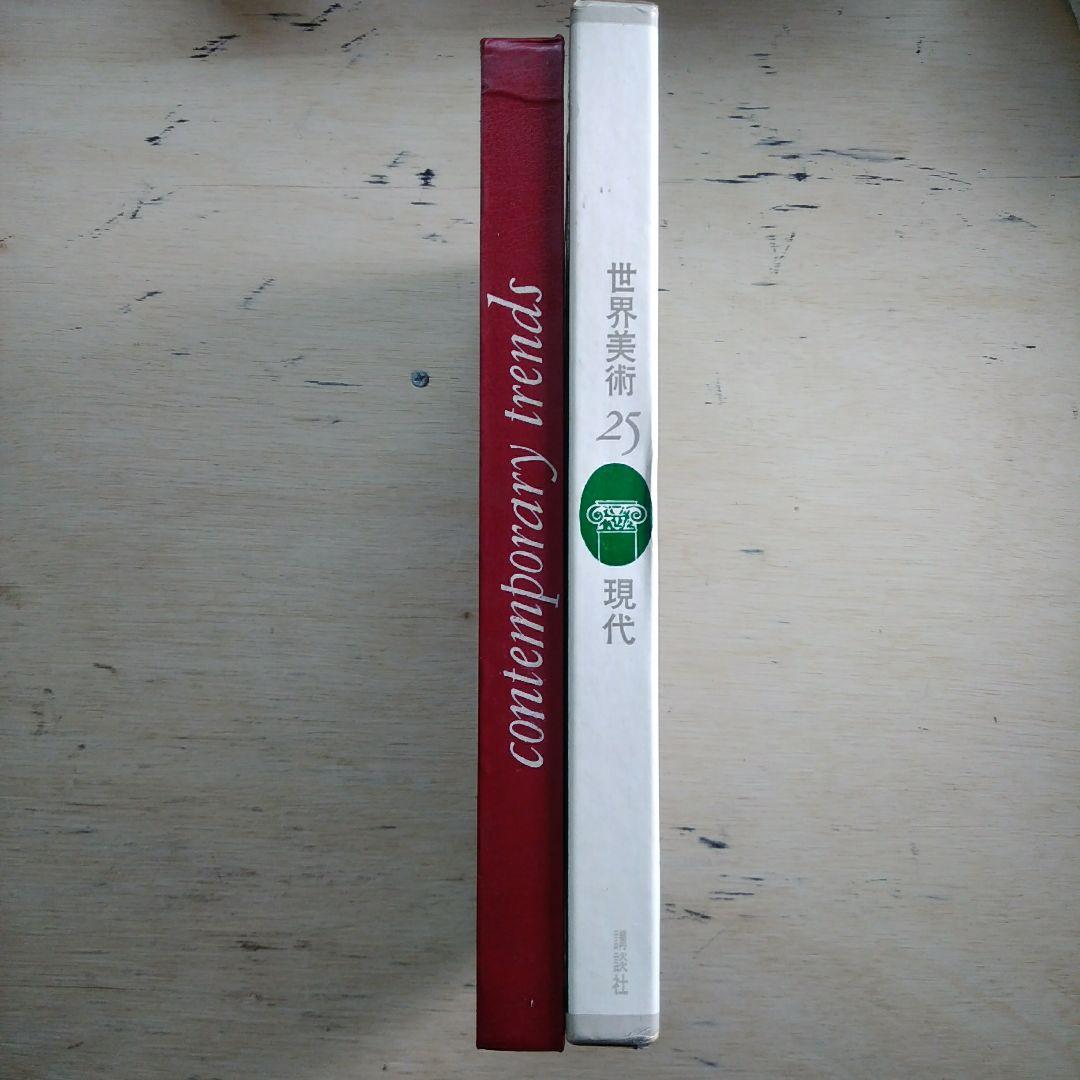 contemporary trends
世界美術
25
現代
講談社